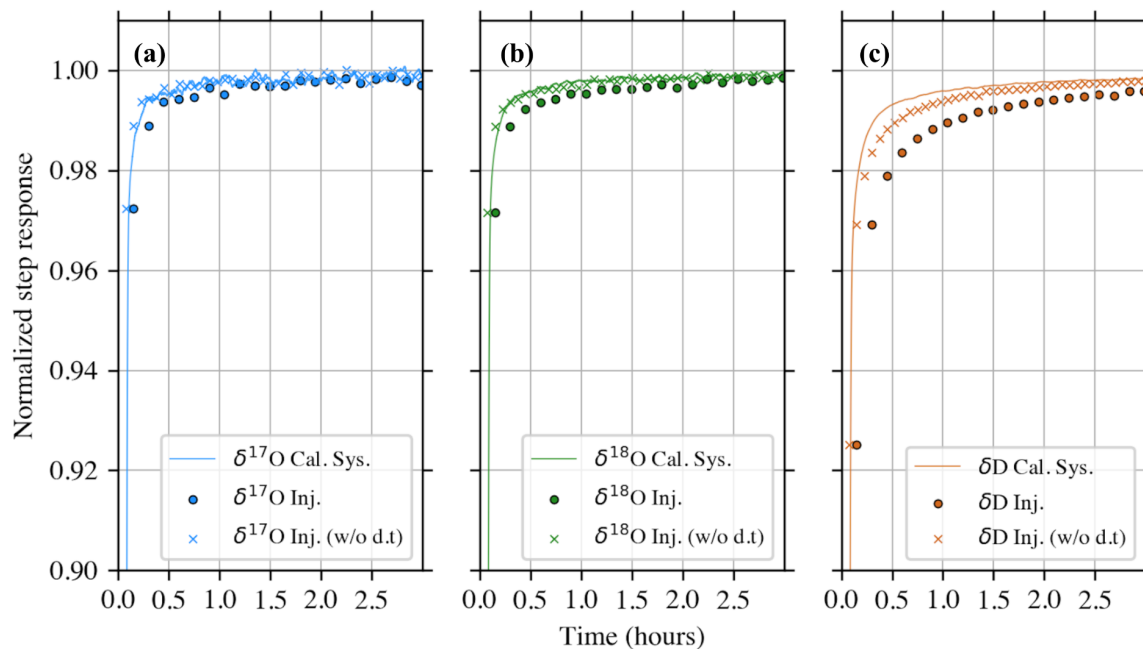 (a)
(b)
(c)
Normalized step response
1.00
0.98
0.96
0.94
0.92
0.90
δ¹⁷O Cal. Sys.
δ¹⁷O Inj.
δ¹⁷O Inj. (w/o d.t)
δ¹⁸O Cal. Sys.
δ¹⁸O Inj.
δ¹⁸O Inj. (w/o d.t)
δD Cal. Sys.
δD Inj.
δD Inj. (w/o d.t)
0.0 0.5 1.0 1.5 2.0 2.5
0.0 0.5 1.0 1.5 2.0 2.5
0.0 0.5 1.0 1.5 2.0 2.5
Time (hours)